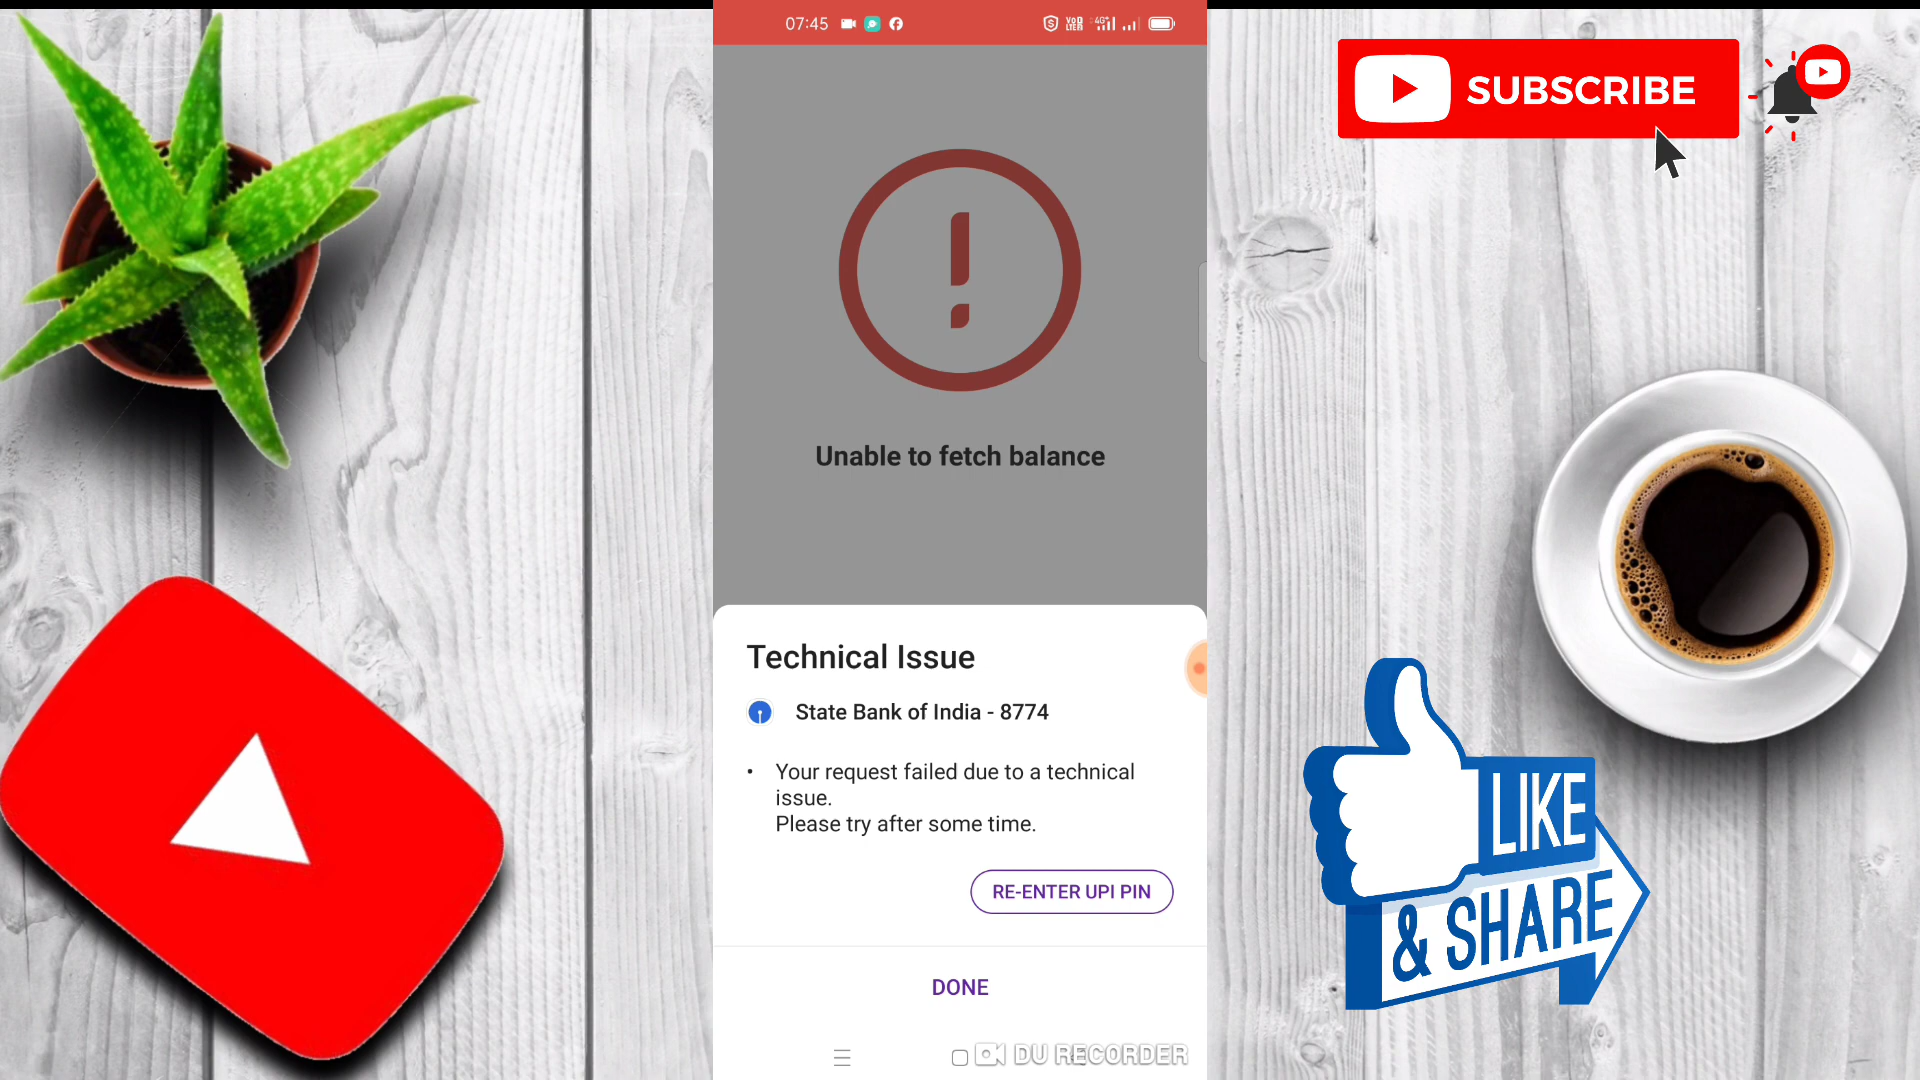 07:45
SUBSCRIBE
Unable to fetch balance
Technical Issue
State Bank of India - 8774
• Your request failed due to a technical
issue.
Please try after some time.
RE-ENTER UPI PIN
DONE
DU RECORDER
LIKE
& SHARE